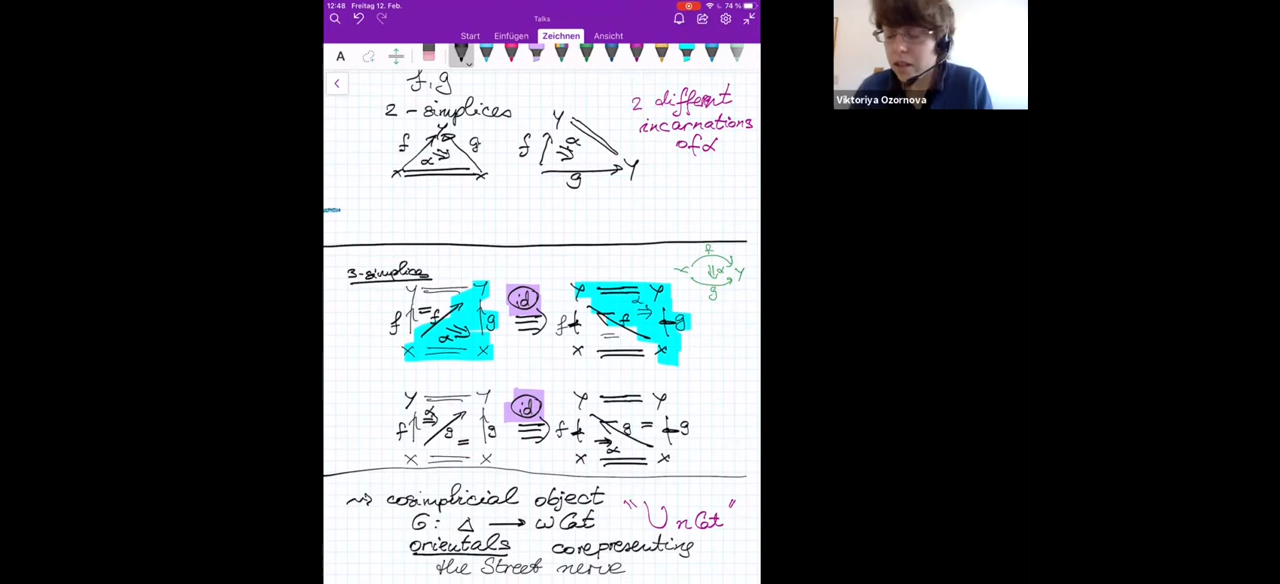 12:48 Freitag 12. Feb.
74 %
Talks
Start Einfügen Zeichnen Ansicht
A
Viktoriya Ozornova
f, g
2-simplices
2 different
incarnations
of α
Y
f g
α ⇒
x x
Y
f α ⇒
g Y
3-simplices
f
x ⇓α Y
g
Y = Y id Y = Y
f = f g ⇛ f f α ⇒ g
α ⇒ =
x = x x = x
Y = Y id Y = Y
f α ⇒ g g ⇛ f g = g
= ⇒ α
x = x x = x
⇝ cosimplicial object
G: Δ → ωCat "∪ nCat"
orientals corepresenting
the Street nerve